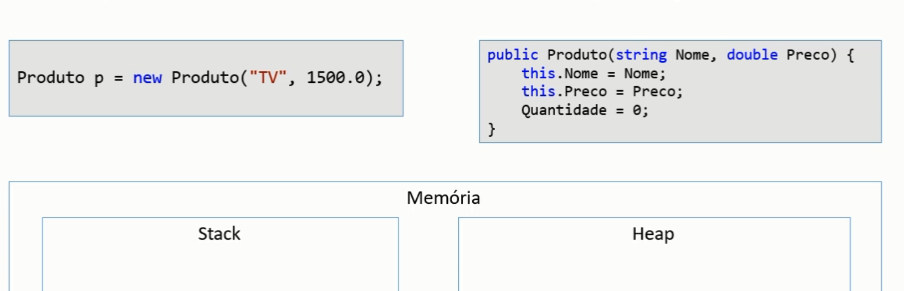 Produto p = new Produto("TV", 1500.0);
public Produto(string Nome, double Preco) {
    this.Nome = Nome;
    this.Preco = Preco;
    Quantidade = 0;
}
Memória
Stack
Heap